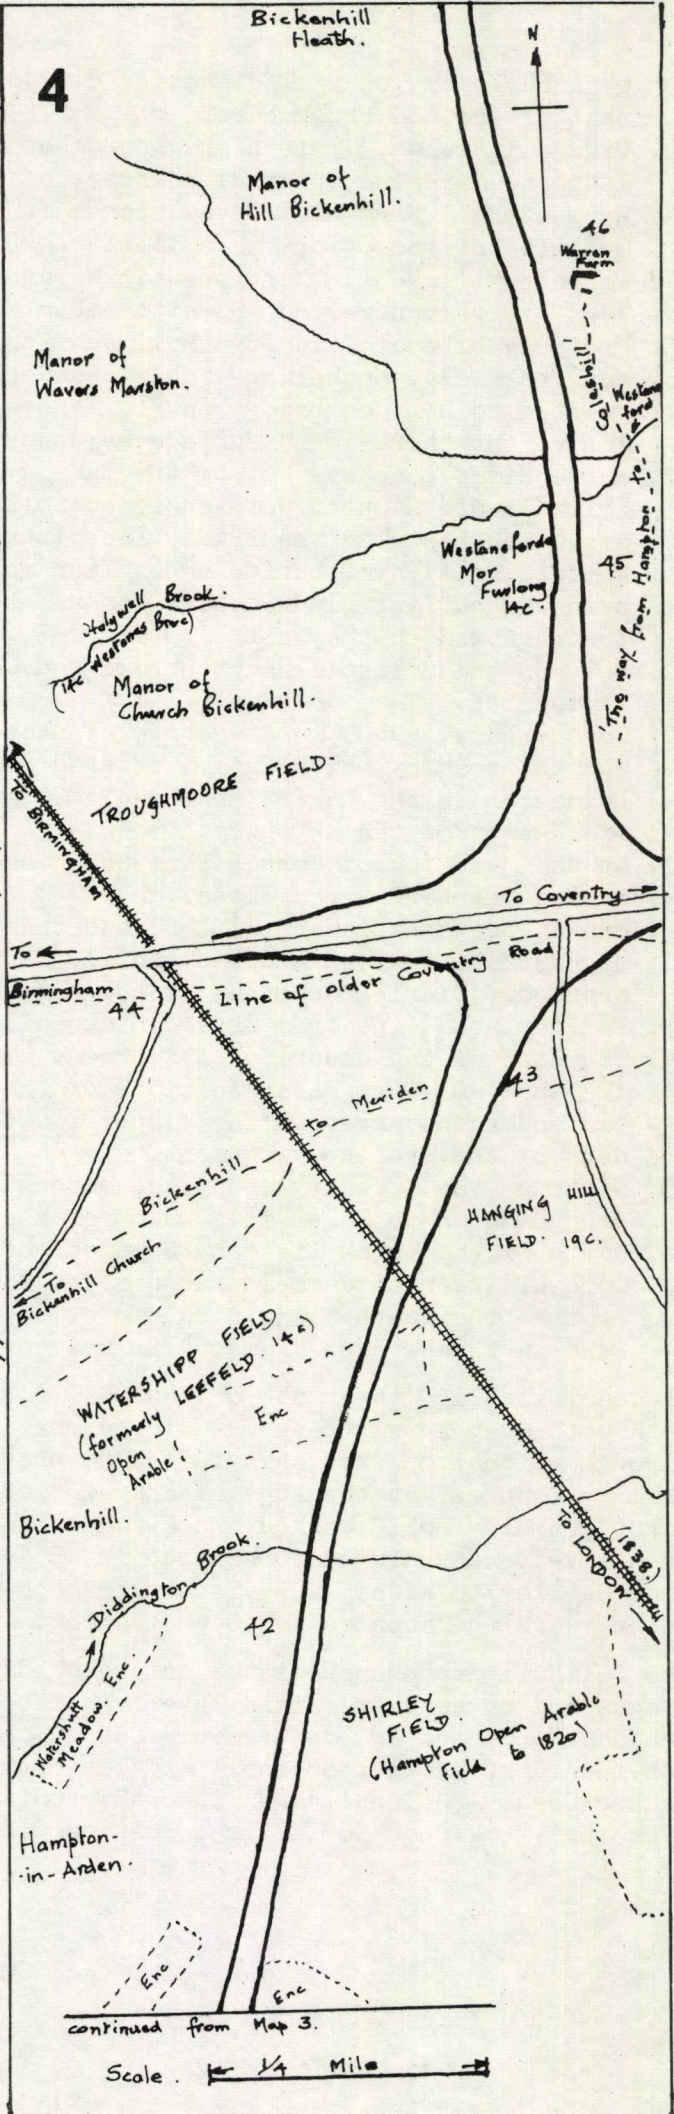 Bickenhill
Heath.
4
N
Manor of
Hill Bickenhill.
46
Warren
Farm
Manor of
Wavers Marston.
Coleshill'
Westane
ford
'The way from Hampton to
45
Westaneforde
Mor
Furlong
14c.
Holywell Brook.
(14c Westones Broc)
Manor of
Church Bickenhill.
TROUGHMOORE FIELD.
To BIRMINGHAM
To Coventry
To
Birmingham
44
Line of older Coventry Road
43
Bickenhill to Meriden
HANGING HILL
FIELD. 19C.
To
Bickenhill Church
WATERSHIPP FIELD
(formerly LEEFELD 14c)
Open
Arable
Enc
Bickenhill.
To LONDON
(1838.)
Diddington Brook.
42
Watershutt
Meadow. Enc.
SHIRLEY
FIELD.
(Hampton Open Arable
Field to 1820)
Hampton-
-in-Arden.
Enc
Enc
continued from Map 3.
Scale. 1/4 Mile